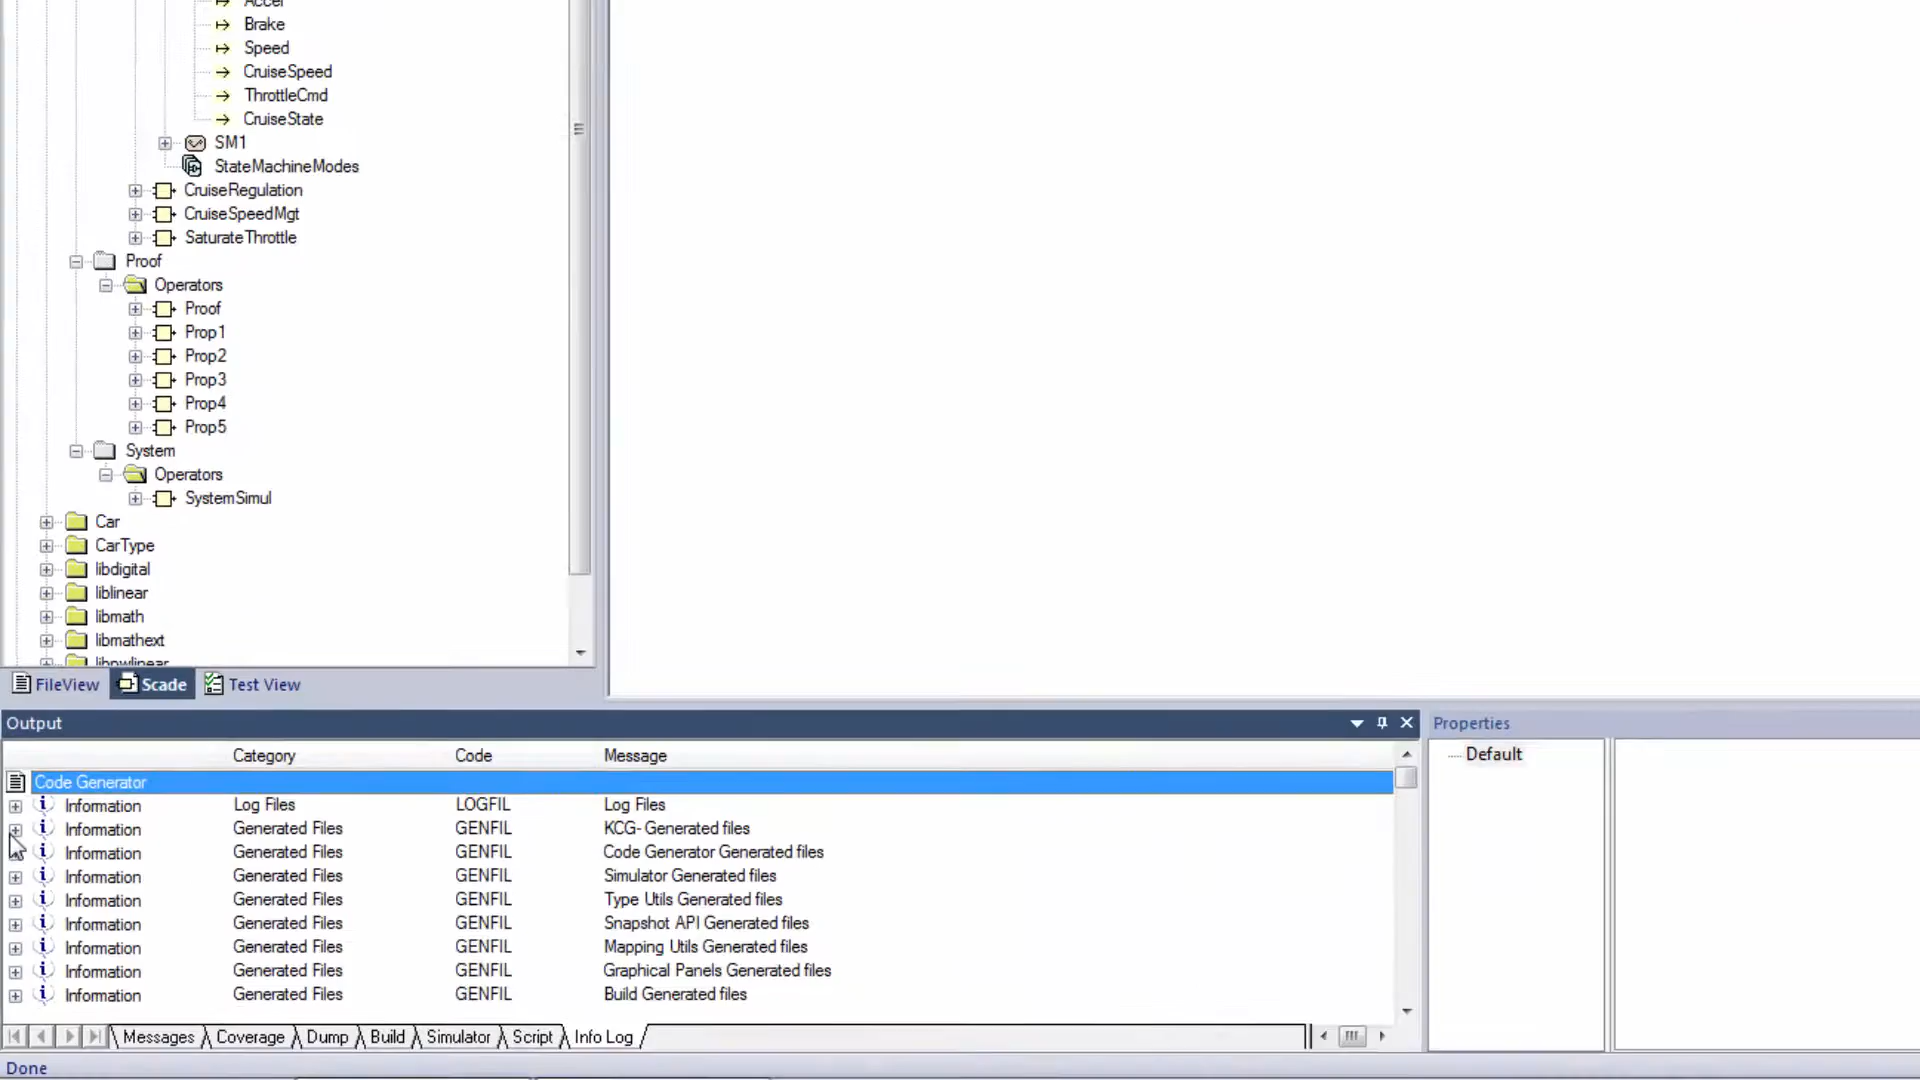 Accel
Brake
Speed
CruiseSpeed
ThrottleCmd
CruiseState
SM1
StateMachineModes
CruiseRegulation
CruiseSpeedMgt
SaturateThrottle
Proof
Operators
Proof
Prop1
Prop2
Prop3
Prop4
Prop5
System
Operators
SystemSimul
Car
CarType
libdigital
liblinear
libmath
libmathext
libpwlinear
FileView Scade Test View
Output
Category Code Message
Code Generator
Information Log Files LOGFIL Log Files
Information Generated Files GENFIL KCG- Generated files
Information Generated Files GENFIL Code Generator Generated files
Information Generated Files GENFIL Simulator Generated files
Information Generated Files GENFIL Type Utils Generated files
Information Generated Files GENFIL Snapshot API Generated files
Information Generated Files GENFIL Mapping Utils Generated files
Information Generated Files GENFIL Graphical Panels Generated files
Information Generated Files GENFIL Build Generated files
Messages Coverage Dump Build Simulator Script Info Log
Properties
Default
Done